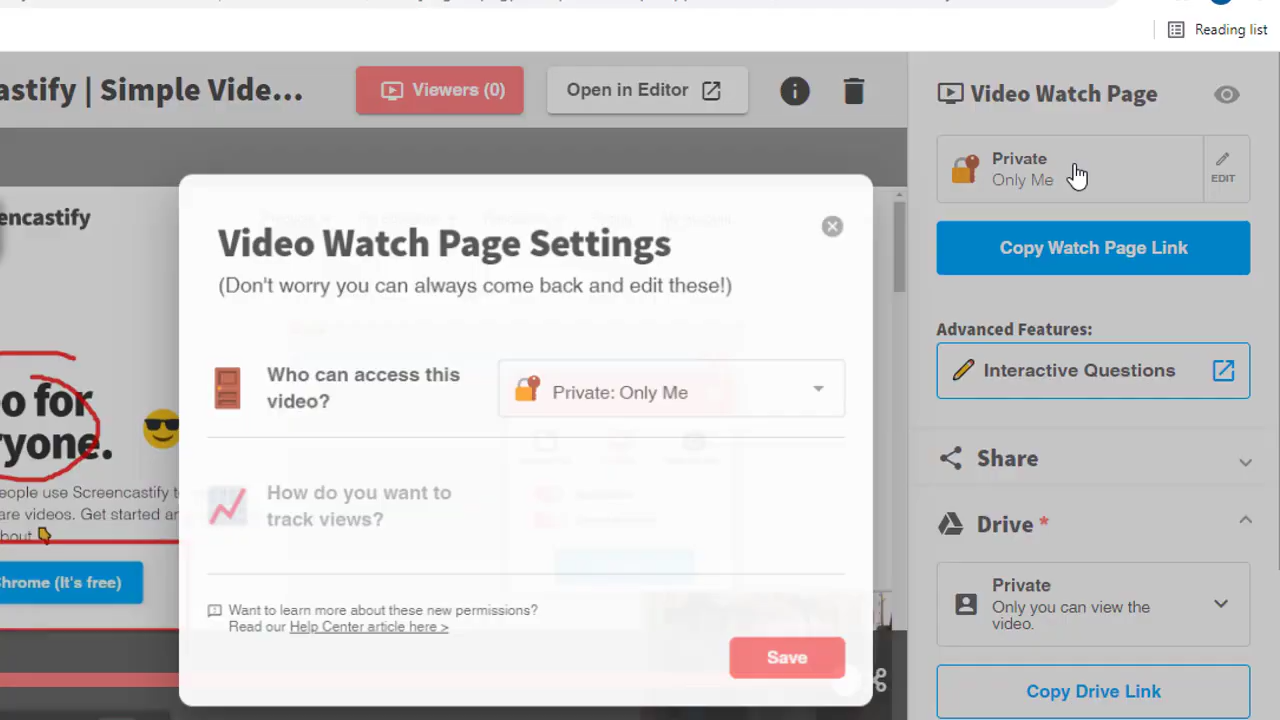 Reading list
astify | Simple Vide...
Viewers (0)
Open in Editor
Video Watch Page
Private
Only Me
EDIT
Copy Watch Page Link
Advanced Features:
Interactive Questions
Share
Drive *
Private
Only you can view the
video.
Copy Drive Link
Video Watch Page Settings
(Don't worry you can always come back and edit these!)
Who can access this
video?
Private: Only Me
How do you want to
track views?
Want to learn more about these new permissions?
Read our Help Center article here >
Save
encastify
o for
yone.
eople use Screencastify t
are videos. Get started a
bout
hrome (It's free)